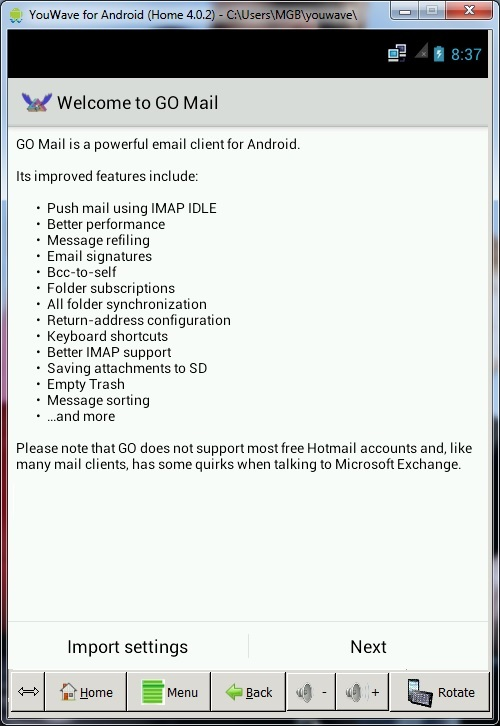 YouWave for Android (Home 4.0.2) - C:\Users\MGB\youwave\
8:37
Welcome to GO Mail
GO Mail is a powerful email client for Android.
Its improved features include:
• Push mail using IMAP IDLE
• Better performance
• Message refiling
• Email signatures
• Bcc-to-self
• Folder subscriptions
• All folder synchronization
• Return-address configuration
• Keyboard shortcuts
• Better IMAP support
• Saving attachments to SD
• Empty Trash
• Message sorting
• …and more
Please note that GO does not support most free Hotmail accounts and, like
many mail clients, has some quirks when talking to Microsoft Exchange.
Import settings Next
Home Menu Back - + Rotate